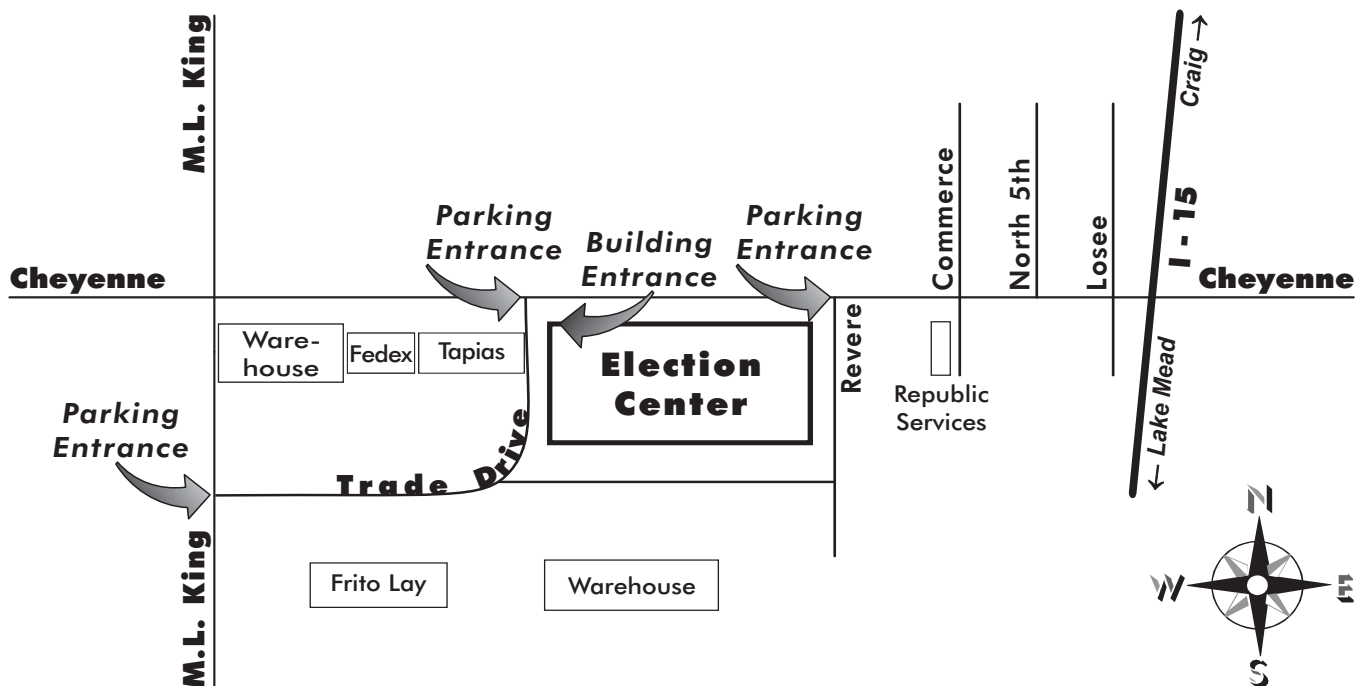 M.L. King
Craig →
Commerce
North 5th
Losee
I - 15
Parking
Entrance
Building
Entrance
Parking
Entrance
Cheyenne
Cheyenne
Ware-
house
Fedex
Tapias
Election
Center
Revere
Republic
Services
← Lake Mead
Parking
Entrance
Trade Drive
M.L. King
Frito Lay
Warehouse
N
W
E
S